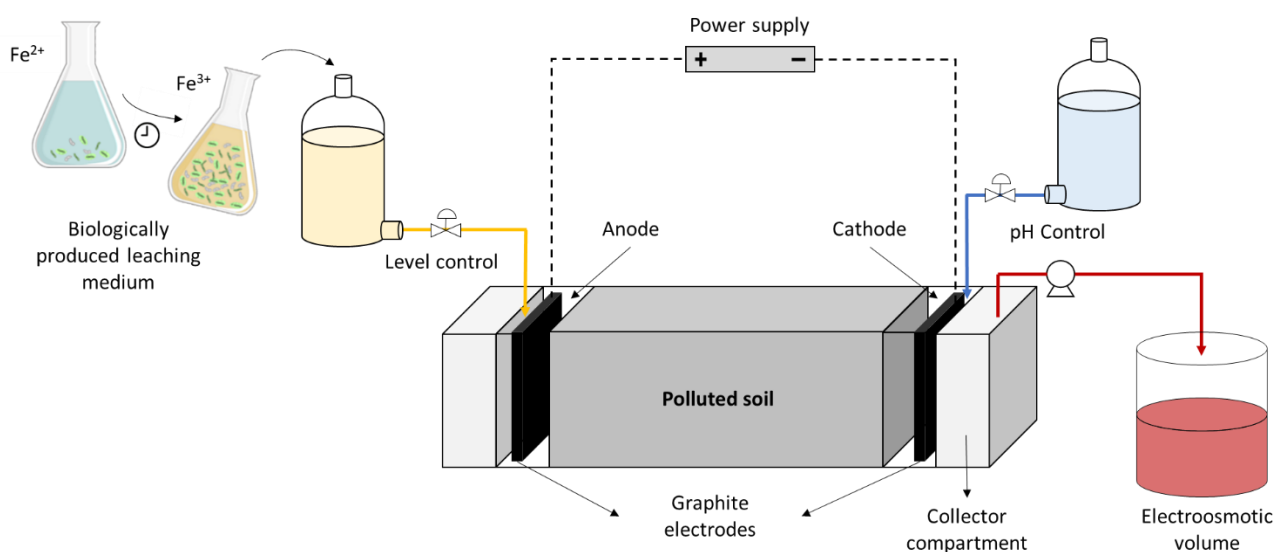 Power supply
+ −
Fe²⁺
Fe³⁺
Biologically
produced leaching
medium
Level control
Anode
Cathode
pH Control
Polluted soil
Graphite
electrodes
Collector
compartment
Electroosmotic
volume